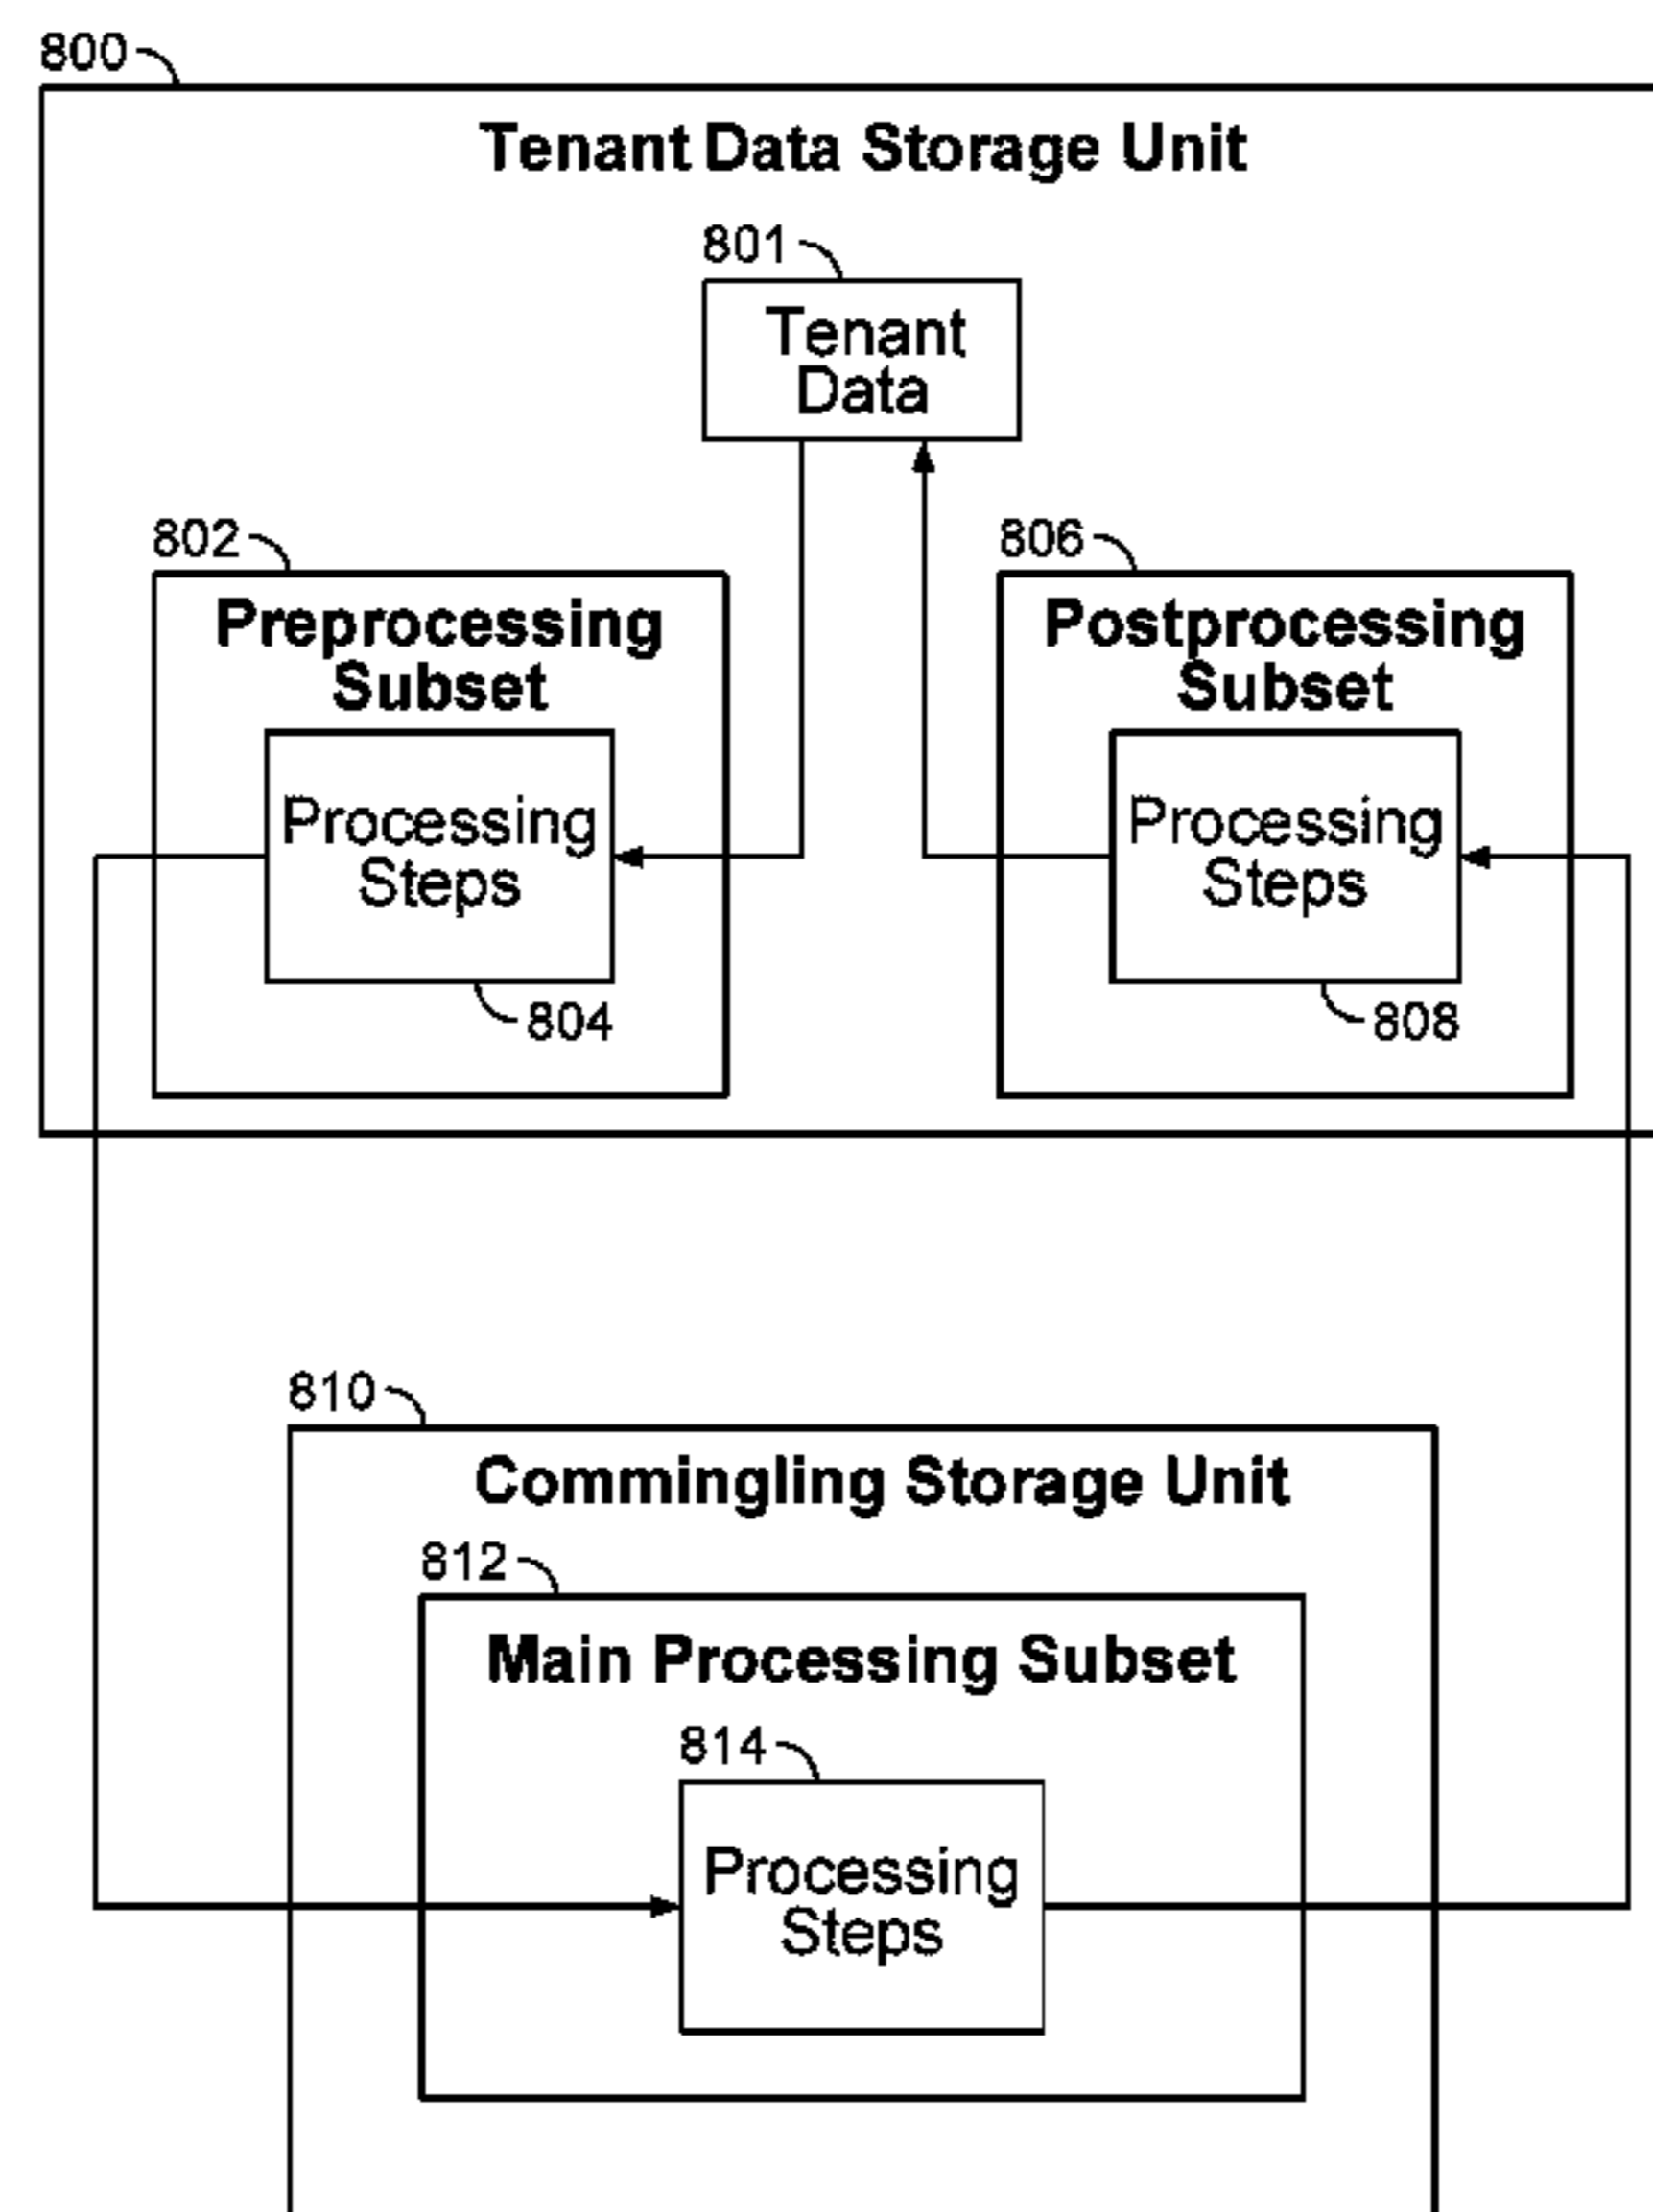 800
Tenant Data Storage Unit
801
Tenant
Data
802
Preprocessing
Subset
Processing
Steps
804
806
Postprocessing
Subset
Processing
Steps
808
810
Commingling Storage Unit
812
Main Processing Subset
814
Processing
Steps